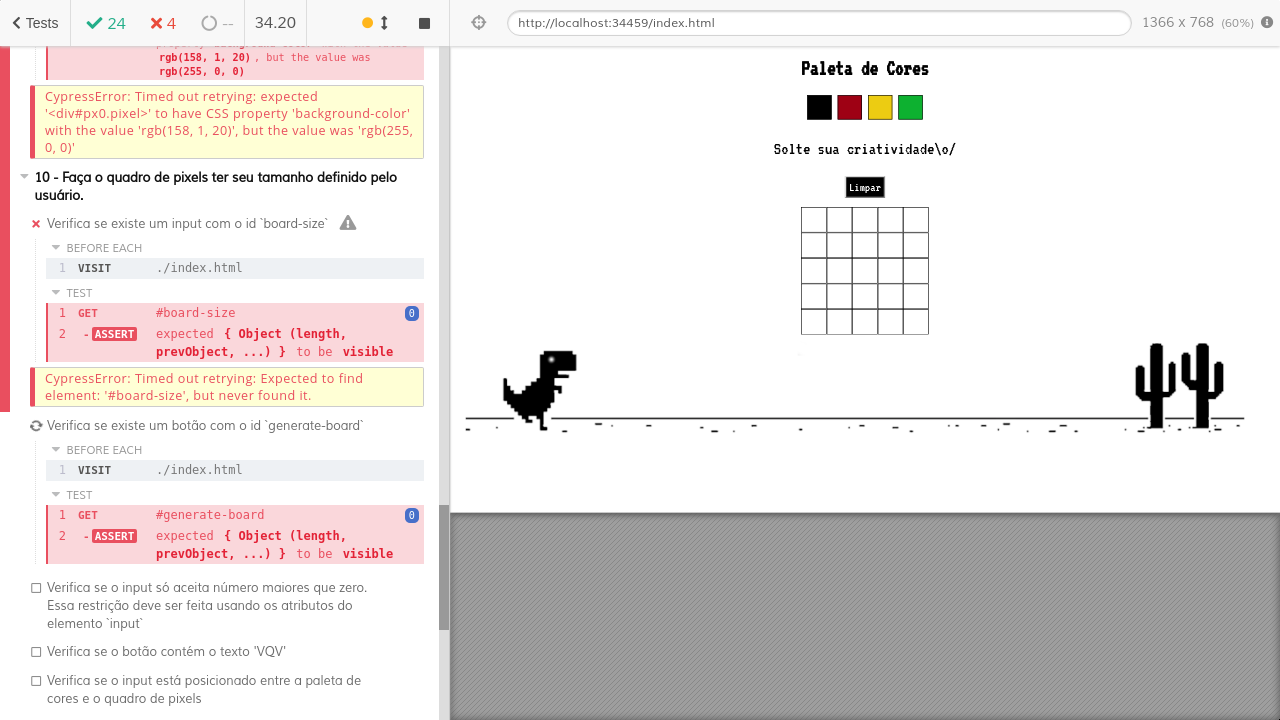 Tests
24
4
--
34.20
http://localhost:34459/index.html
1366 x 768 (60%)
rgb(158, 1, 20) , but the value was
rgb(255, 0, 0)
CypressError: Timed out retrying: expected
'<div#px0.pixel>' to have CSS property 'background-color'
with the value 'rgb(158, 1, 20)', but the value was 'rgb(255,
0, 0)'
10 - Faça o quadro de pixels ter seu tamanho definido pelo
usuário.
Verifica se existe um input com o id `board-size`
BEFORE EACH
1 VISIT ./index.html
TEST
1 GET #board-size 0
2 -ASSERT expected { Object (length,
prevObject, ...) } to be visible
CypressError: Timed out retrying: Expected to find
element: '#board-size', but never found it.
Verifica se existe um botão com o id `generate-board`
BEFORE EACH
1 VISIT ./index.html
TEST
1 GET #generate-board 0
2 -ASSERT expected { Object (length,
prevObject, ...) } to be visible
Verifica se o input só aceita número maiores que zero.
Essa restrição deve ser feita usando os atributos do
elemento `input`
Verifica se o botão contém o texto 'VQV'
Verifica se o input está posicionado entre a paleta de
cores e o quadro de pixels
Paleta de Cores
Solte sua criatividade\o/
Limpar